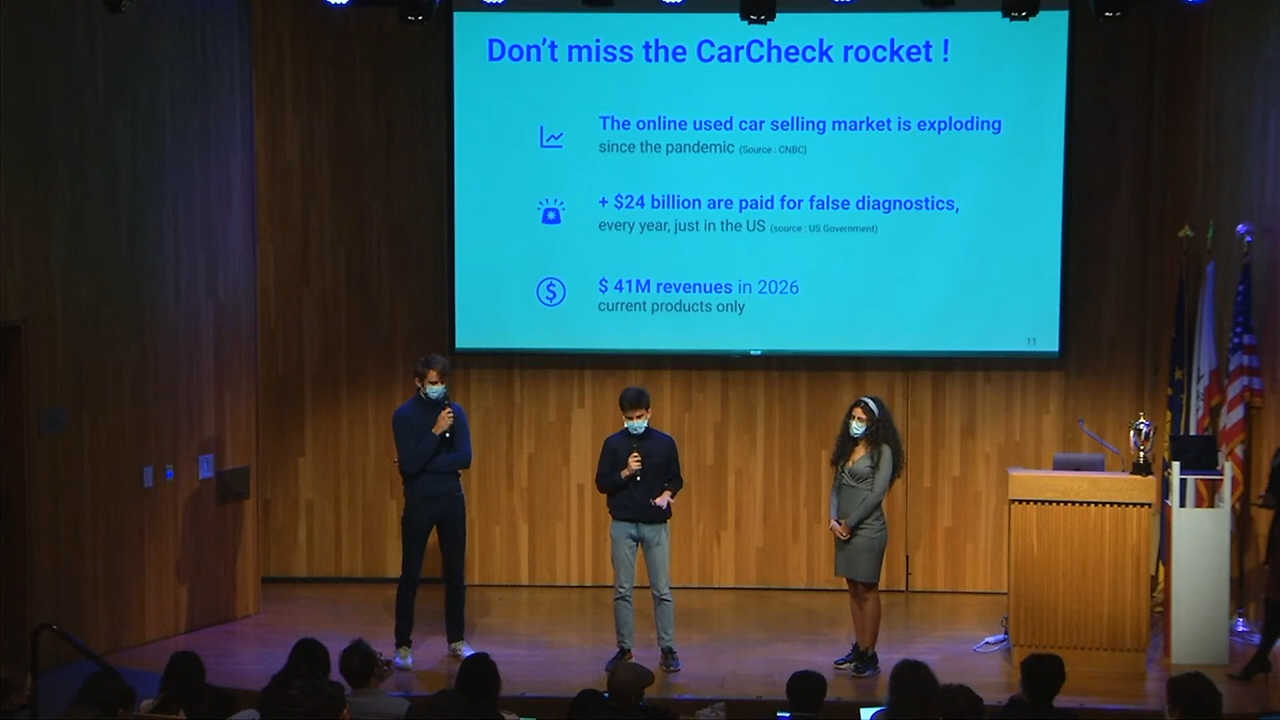 Don't miss the CarCheck rocket !
The online used car selling market is exploding
since the pandemic (Source : CNBC)
+ $24 billion are paid for false diagnostics,
every year, just in the US (source : US Government)
$ 41M revenues in 2026
current products only
11